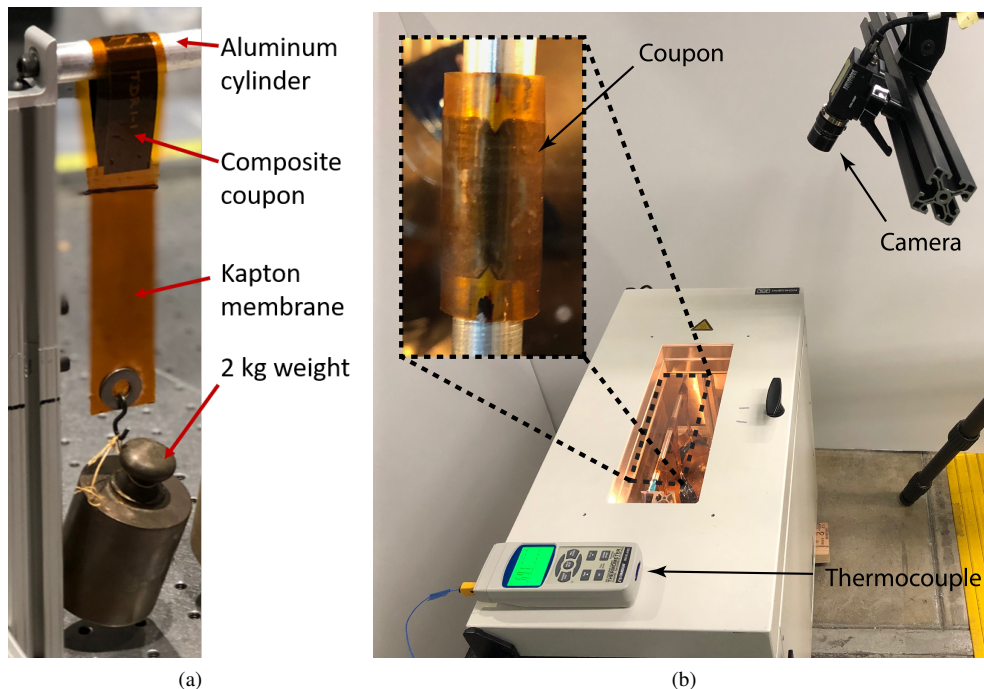 Aluminum
cylinder
Composite
coupon
Kapton
membrane
2 kg weight
(a)
Coupon
Camera
Thermocouple
(b)